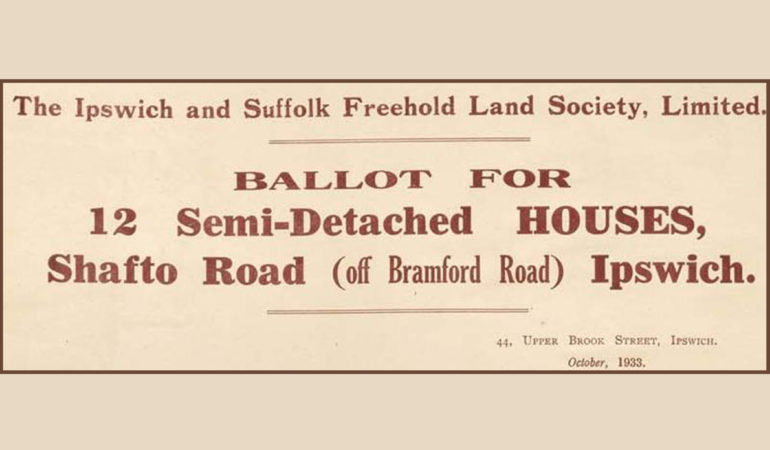 The Ipswich and Suffolk Freehold Land Society, Limited.
BALLOT FOR
12 Semi-Detached HOUSES,
Shafto Road (off Bramford Road) Ipswich.
44, Upper Brook Street, Ipswich.
October, 1933.